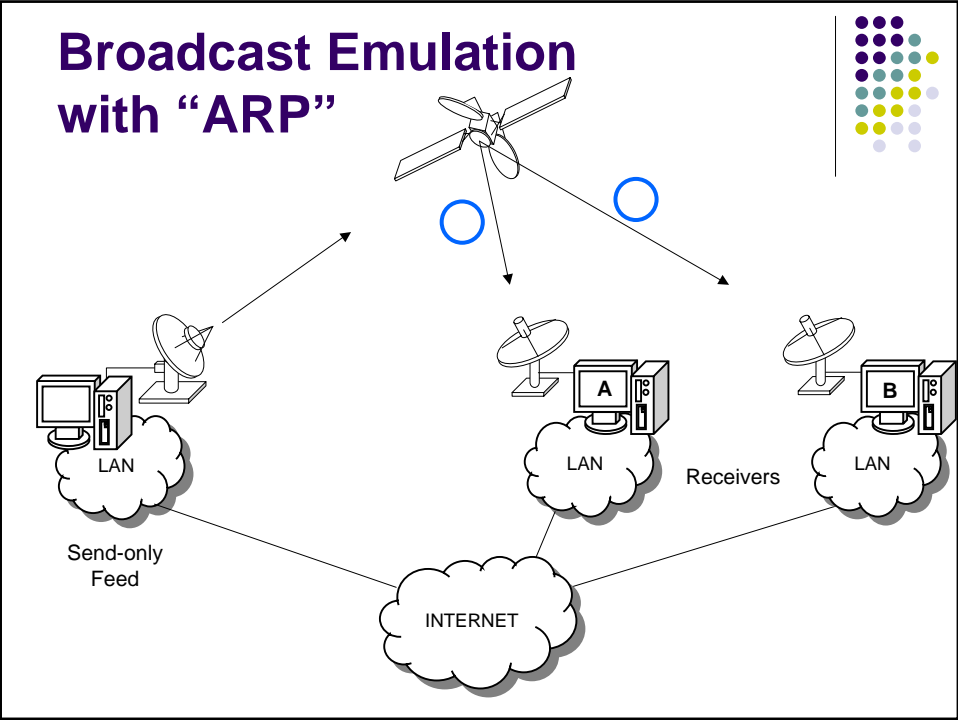 Broadcast Emulation
with “ARP”
A
B
LAN
LAN
Receivers
LAN
Send-only
Feed
INTERNET